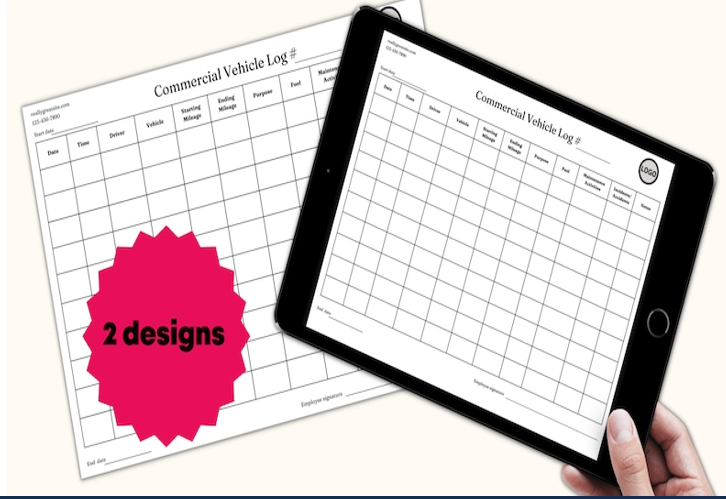 reallygreatsite.com
123-456-7890
Start date
Commercial Vehicle Log #
Date
Time
Driver
Vehicle
Starting
Mileage
Ending
Mileage
Purpose
Fuel
End date
Employee signature
2 designs
reallygreatsite.com
123-456-7890
Start date
Commercial Vehicle Log #
LOGO
Date
Time
Driver
Vehicle
Starting
Mileage
Ending
Mileage
Purpose
Fuel
Maintenance
Activities
Incidents/
Accidents
Notes
End date
Employee signature